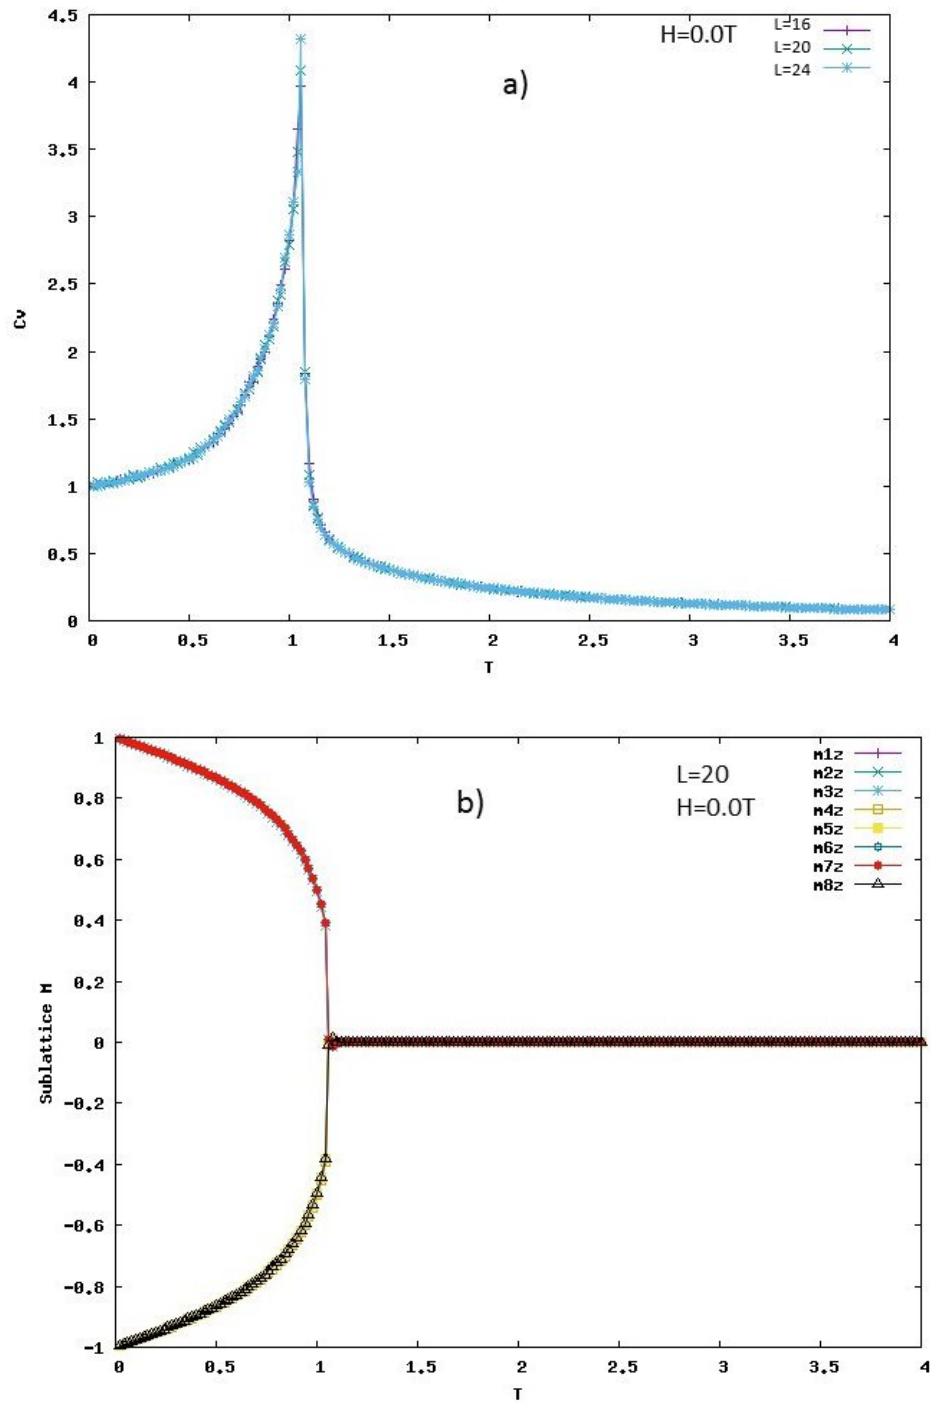 4.5
4
3.5
3
2.5
2
1.5
1
0.5
0
Cv
H=0.0T
L=16
L=20
L=24
a)
0 0.5 1 1.5 2 2.5 3 3.5 4
T
1
0.8
0.6
0.4
0.2
0
-0.2
-0.4
-0.6
-0.8
-1
Sublattice M
b)
L=20
H=0.0T
m1z
m2z
m3z
m4z
m5z
m6z
m7z
m8z
0 0.5 1 1.5 2 2.5 3 3.5 4
T